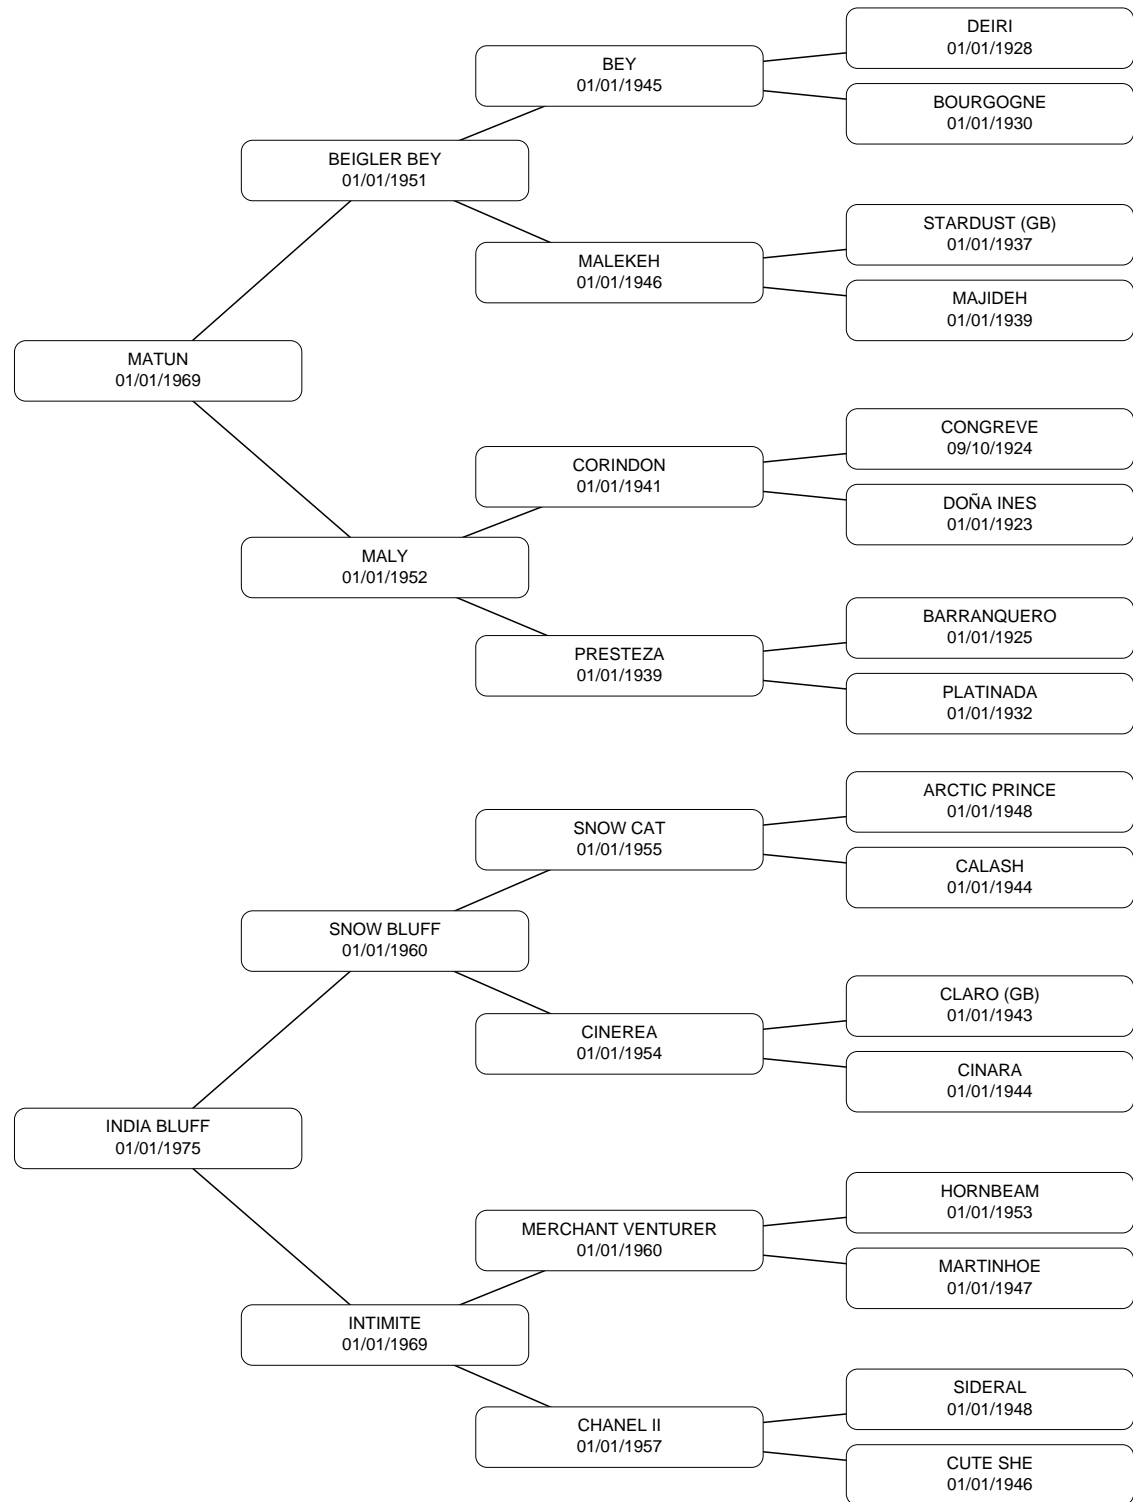 DEIRI
01/01/1928
BEY
01/01/1945
BOURGOGNE
01/01/1930
BEIGLER BEY
01/01/1951
STARDUST (GB)
01/01/1937
MALEKEH
01/01/1946
MAJIDEH
01/01/1939
MATUN
01/01/1969
CONGREVE
09/10/1924
CORINDON
01/01/1941
DOÑA INES
01/01/1923
MALY
01/01/1952
BARRANQUERO
01/01/1925
PRESTEZA
01/01/1939
PLATINADA
01/01/1932
ARCTIC PRINCE
01/01/1948
SNOW CAT
01/01/1955
CALASH
01/01/1944
SNOW BLUFF
01/01/1960
CLARO (GB)
01/01/1943
CINEREA
01/01/1954
CINARA
01/01/1944
INDIA BLUFF
01/01/1975
HORNBEAM
01/01/1953
MERCHANT VENTURER
01/01/1960
MARTINHOE
01/01/1947
INTIMITE
01/01/1969
SIDERAL
01/01/1948
CHANEL II
01/01/1957
CUTE SHE
01/01/1946